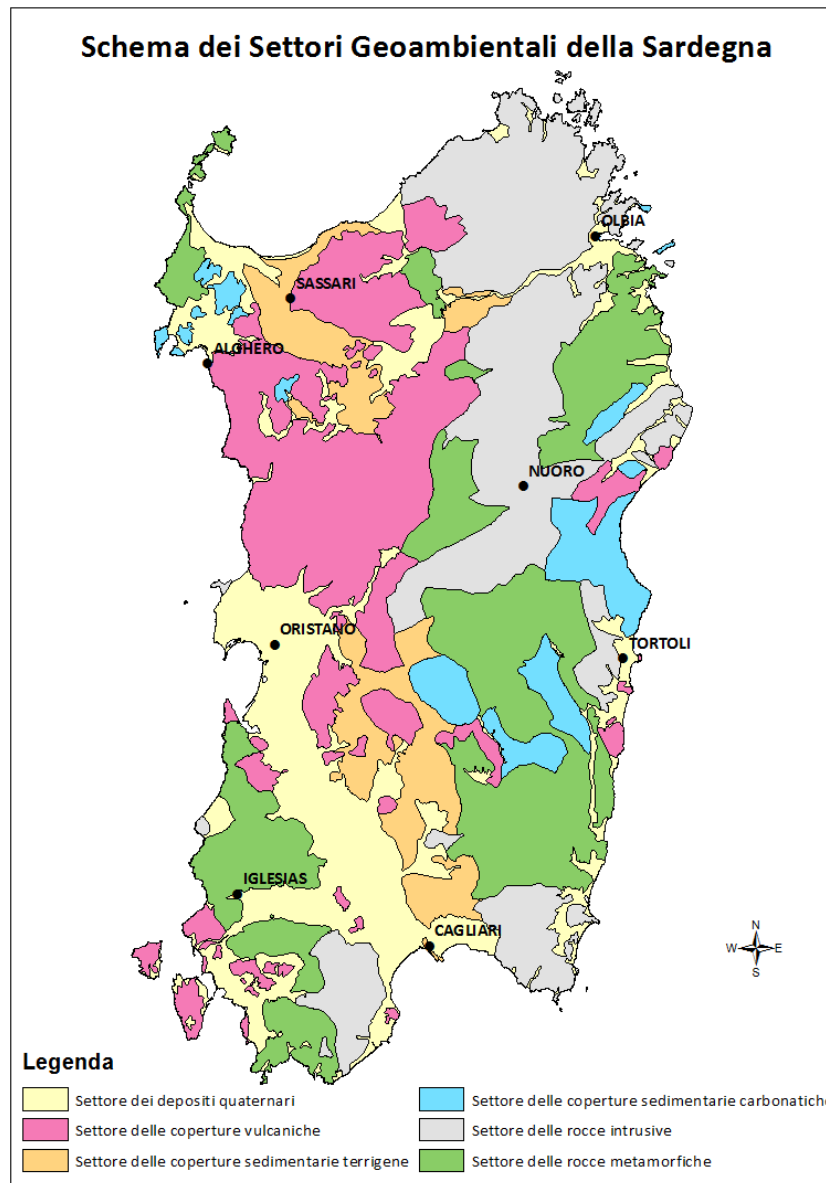 Schema dei Settori Geoambientali della Sardegna
OLBIA
SASSARI
ALGHERO
NUORO
ORISTANO
TORTOLI
IGLESIAS
CAGLIARI
N
W E
S
Legenda
Settore dei depositi quaternari
Settore delle coperture vulcaniche
Settore delle coperture sedimentarie terrigene
Settore delle coperture sedimentarie carbonatiche
Settore delle rocce intrusive
Settore delle rocce metamorfiche